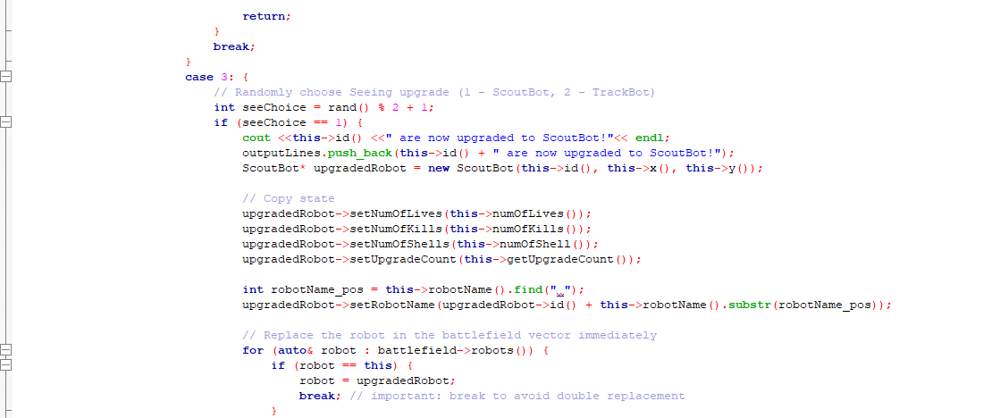 return;
}
break;
}
case 3: {
// Randomly choose Seeing upgrade (1 - ScoutBot, 2 - TrackBot)
int seeChoice = rand() % 2 + 1;
if (seeChoice == 1) {
cout <<this->id() <<" are now upgraded to ScoutBot!"<< endl;
outputLines.push_back(this->id() + " are now upgraded to ScoutBot!");
ScoutBot* upgradedRobot = new ScoutBot(this->id(), this->x(), this->y());
// Copy state
upgradedRobot->setNumOfLives(this->numOfLives());
upgradedRobot->setNumOfKills(this->numOfKills());
upgradedRobot->setNumOfShells(this->numOfShell());
upgradedRobot->setUpgradeCount(this->getUpgradeCount());
int robotName_pos = this->robotName().find("_");
upgradedRobot->setRobotName(upgradedRobot->id() + this->robotName().substr(robotName_pos));
// Replace the robot in the battlefield vector immediately
for (auto& robot : battlefield->robots()) {
if (robot == this) {
robot = upgradedRobot;
break; // important: break to avoid double replacement
}